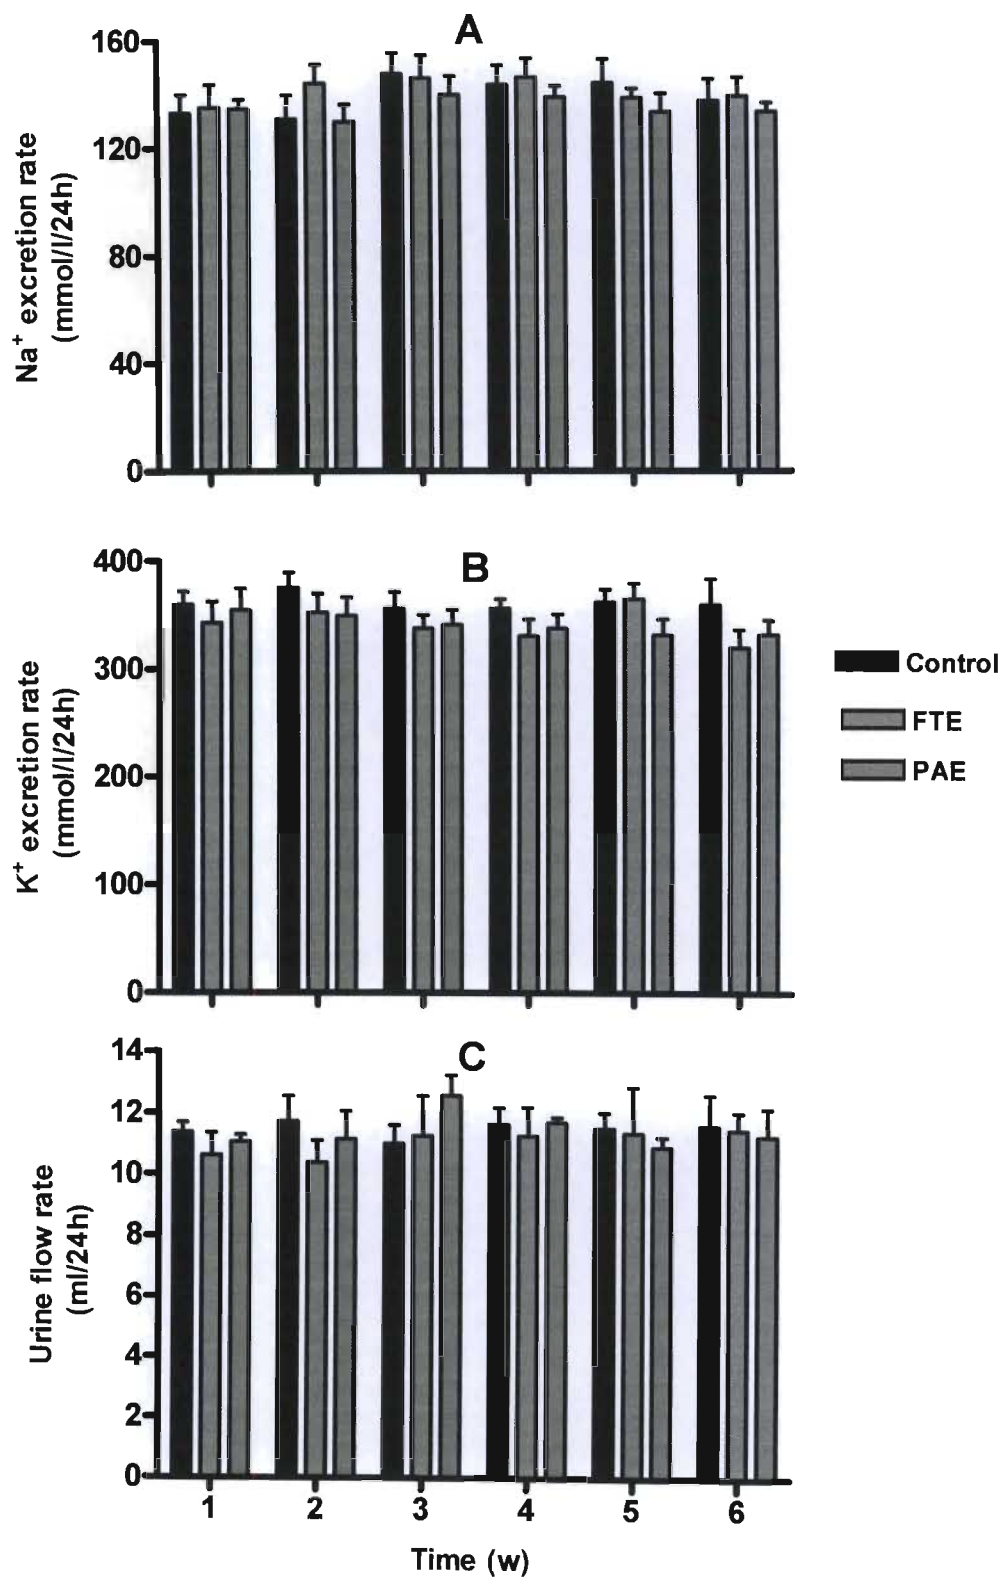 A
160
120
80
40
0
Na⁺ excretion rate
(mmol/l/24h)
B
400
300
200
100
0
K⁺ excretion rate
(mmol/l/24h)
Control
FTE
PAE
C
14
12
10
8
6
4
2
0
Urine flow rate
(ml/24h)
1 2 3 4 5 6
Time (w)